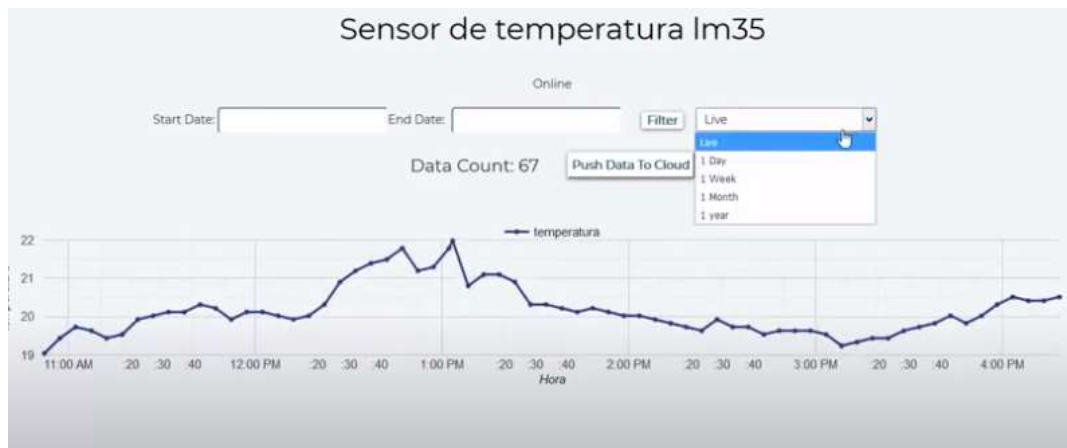 Sensor de temperatura lm35
Online
Start Date: End Date: Filter Live
Live
Data Count: 67 Push Data To Cloud 1 Day
1 Week
1 Month
1 year
temperatura
22
21
20
19
11:00 AM :20 :30 :40 12:00 PM :20 :30 :40 1:00 PM :20 :30 :40 2:00 PM :20 :30 :40 3:00 PM :20 :30 :40 4:00 PM
Hora